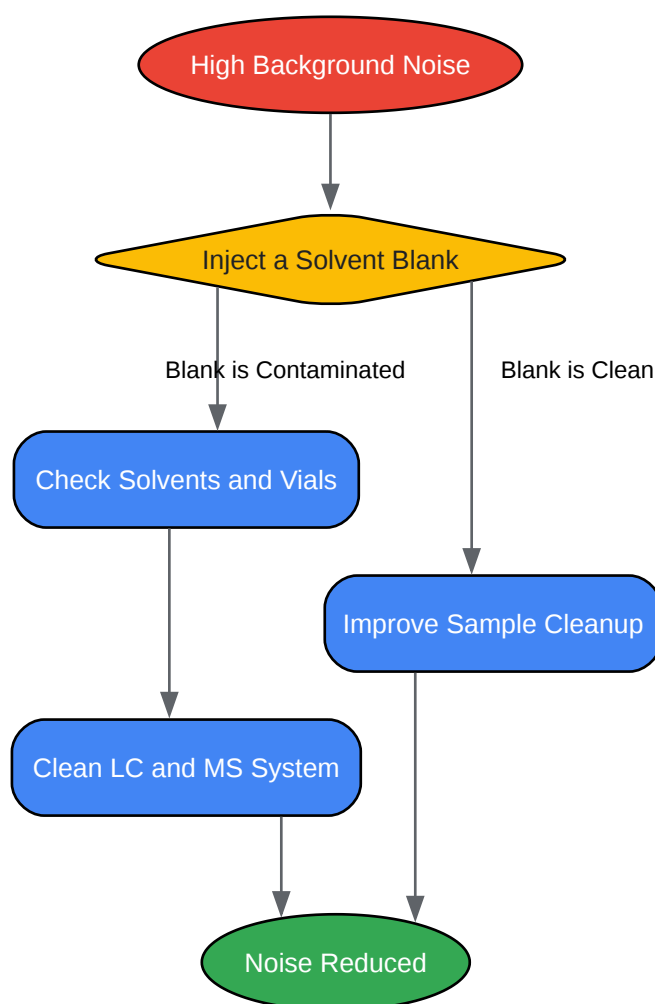 High Background Noise
Inject a Solvent Blank
Blank is Contaminated
Blank is Clean
Check Solvents and Vials
Improve Sample Cleanup
Clean LC and MS System
Noise Reduced